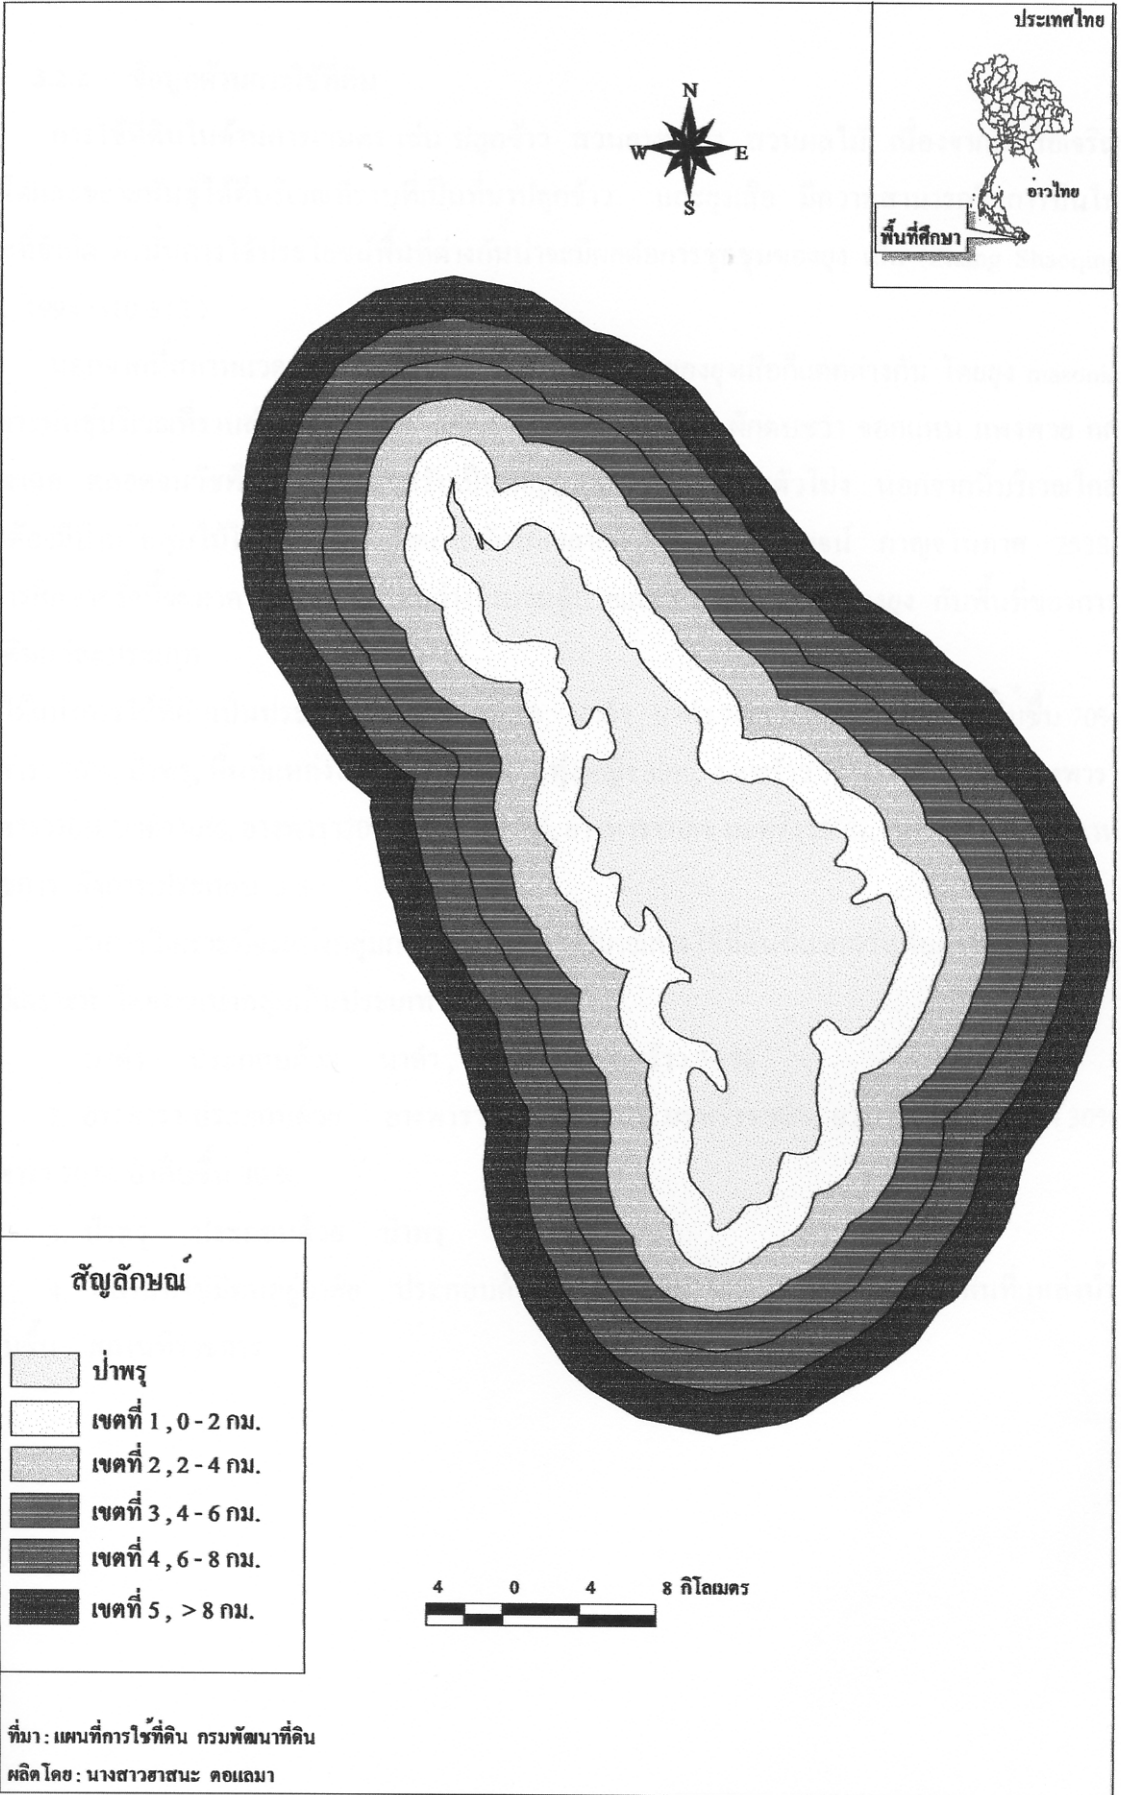 ประเทศไทย
N
W E
S
อ่าวไทย
พื้นที่ศึกษา
สัญลักษณ์
ป่าพรุ
เขตที่ 1 , 0 - 2 กม.
เขตที่ 2 , 2 - 4 กม.
เขตที่ 3 , 4 - 6 กม.
เขตที่ 4 , 6 - 8 กม.
เขตที่ 5 , > 8 กม.
4 0 4 8 กิโลเมตร
ที่มา : แผนที่การใช้ที่ดิน กรมพัฒนาที่ดิน
ผลิตโดย : นางสาวฮาสนะ ตอแลมา